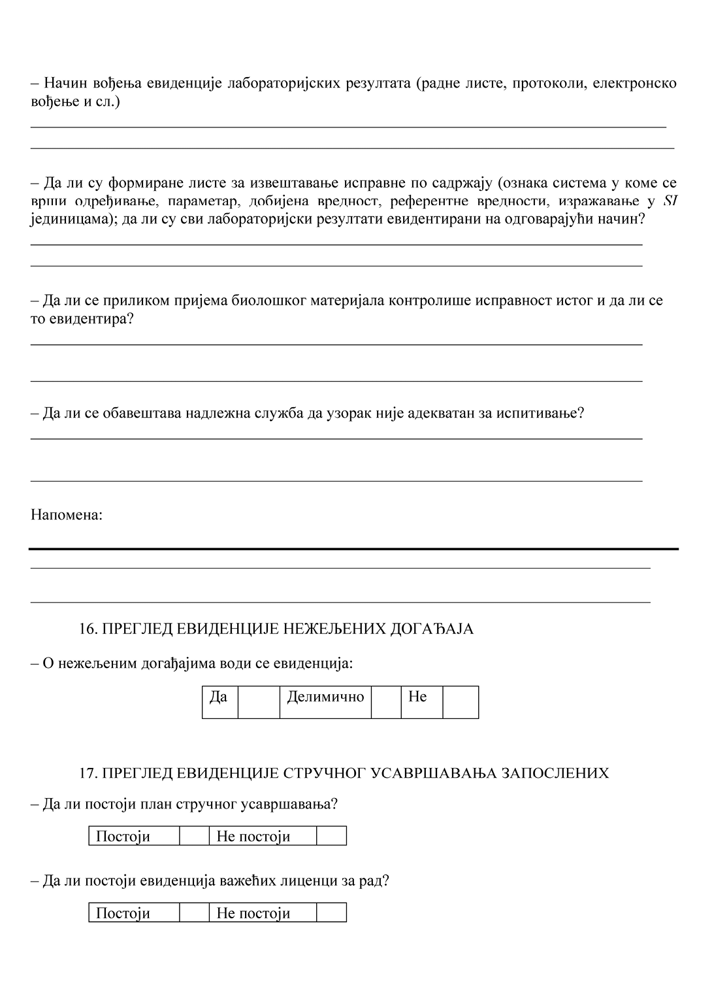 – Начин вођења евиденције лабораторијских резултата (радне листе, протоколи, електронско
вођење и сл.)
– Да ли су формиране листе за извештавање исправне по садржају (ознака система у коме се
врши одређивање, параметар, добијена вредност, референтне вредности, изражавање у SI
јединицама); да ли су сви лабораторијски резултати евидентирани на одговарајући начин?
– Да ли се приликом пријема биолошког материјала контролише исправност истог и да ли се
то евидентира?
– Да ли се обавештава надлежна служба да узорак није адекватан за испитивање?
Напомена:
16. ПРЕГЛЕД ЕВИДЕНЦИЈЕ НЕЖЕЉЕНИХ ДОГАЂАЈА
– О нежељеним догађајима води се евиденција:
Да Делимично Не
17. ПРЕГЛЕД ЕВИДЕНЦИЈЕ СТРУЧНОГ УСАВРШАВАЊА ЗАПОСЛЕНИХ
– Да ли постоји план стручног усавршавања?
Постоји Не постоји
– Да ли постоји евиденција важећих лиценци за рад?
Постоји Не постоји